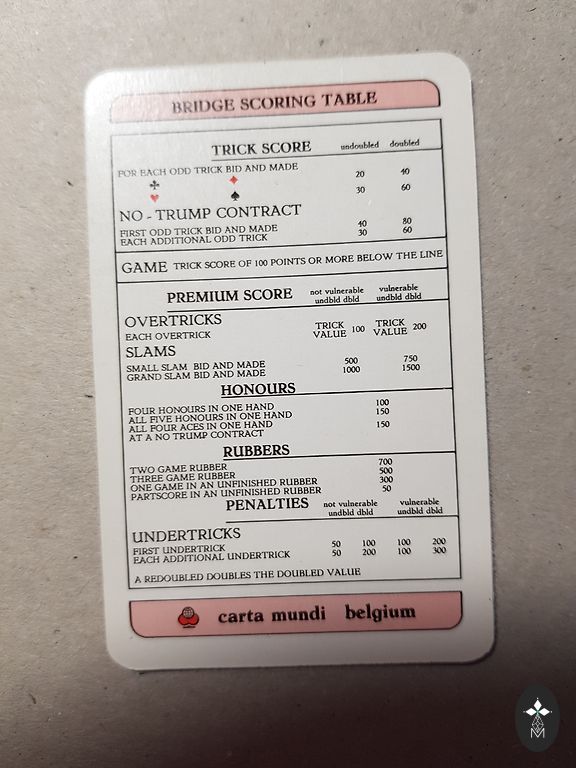 BRIDGE SCORING TABLE
TRICK SCORE undoubled doubled
FOR EACH ODD TRICK BID AND MADE
♣ ♦ 20 40
♥ ♠ 30 60
NO - TRUMP CONTRACT
FIRST ODD TRICK BID AND MADE 40 80
EACH ADDITIONAL ODD TRICK 30 60
GAME TRICK SCORE OF 100 POINTS OR MORE BELOW THE LINE
PREMIUM SCORE not vulnerable vulnerable
undbld dbld undbld dbld
OVERTRICKS
EACH OVERTRICK TRICK VALUE 100 TRICK VALUE 200
SLAMS
SMALL SLAM BID AND MADE 500 750
GRAND SLAM BID AND MADE 1000 1500
HONOURS
FOUR HONOURS IN ONE HAND 100
ALL FIVE HONOURS IN ONE HAND 150
ALL FOUR ACES IN ONE HAND 150
AT A NO TRUMP CONTRACT
RUBBERS
TWO GAME RUBBER 700
THREE GAME RUBBER 500
ONE GAME IN AN UNFINISHED RUBBER 300
PARTSCORE IN AN UNFINISHED RUBBER 50
PENALTIES not vulnerable vulnerable
undbld dbld undbld dbld
UNDERTRICKS
FIRST UNDERTRICK 50 100 100 200
EACH ADDITIONAL UNDERTRICK 50 200 100 300
A REDOUBLED DOUBLES THE DOUBLED VALUE
carta mundi belgium
M